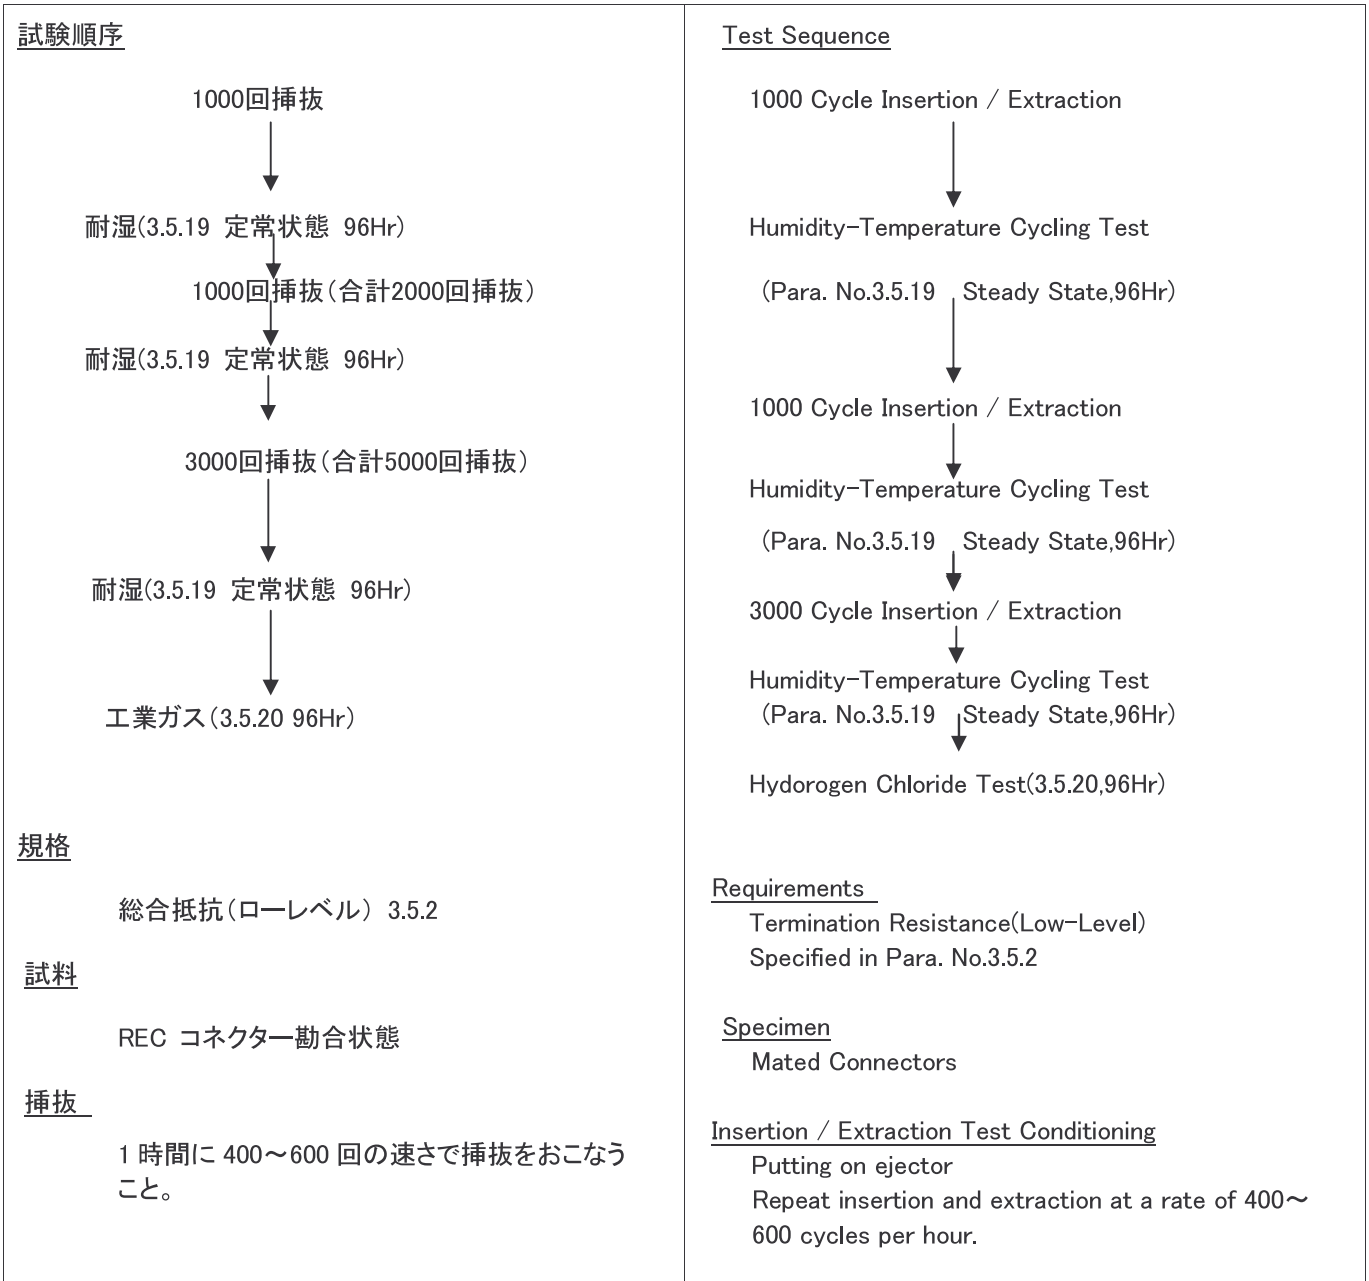 試験順序
1000回挿抜
耐湿(3.5.19 定常状態 96Hr)
1000回挿抜(合計2000回挿抜)
耐湿(3.5.19 定常状態 96Hr)
3000回挿抜(合計5000回挿抜)
耐湿(3.5.19 定常状態 96Hr)
工業ガス(3.5.20 96Hr)
規格
総合抵抗(ローレベル) 3.5.2
試料
REC コネクター勘合状態
挿抜
1 時間に 400～600 回の速さで挿抜をおこなう
こと。
Test Sequence
1000 Cycle Insertion / Extraction
Humidity-Temperature Cycling Test
(Para. No.3.5.19 Steady State,96Hr)
1000 Cycle Insertion / Extraction
Humidity-Temperature Cycling Test
(Para. No.3.5.19 Steady State,96Hr)
3000 Cycle Insertion / Extraction
Humidity-Temperature Cycling Test
(Para. No.3.5.19 Steady State,96Hr)
Hydorogen Chloride Test(3.5.20,96Hr)
Requirements
Termination Resistance(Low-Level)
Specified in Para. No.3.5.2
Specimen
Mated Connectors
Insertion / Extraction Test Conditioning
Putting on ejector
Repeat insertion and extraction at a rate of 400～
600 cycles per hour.